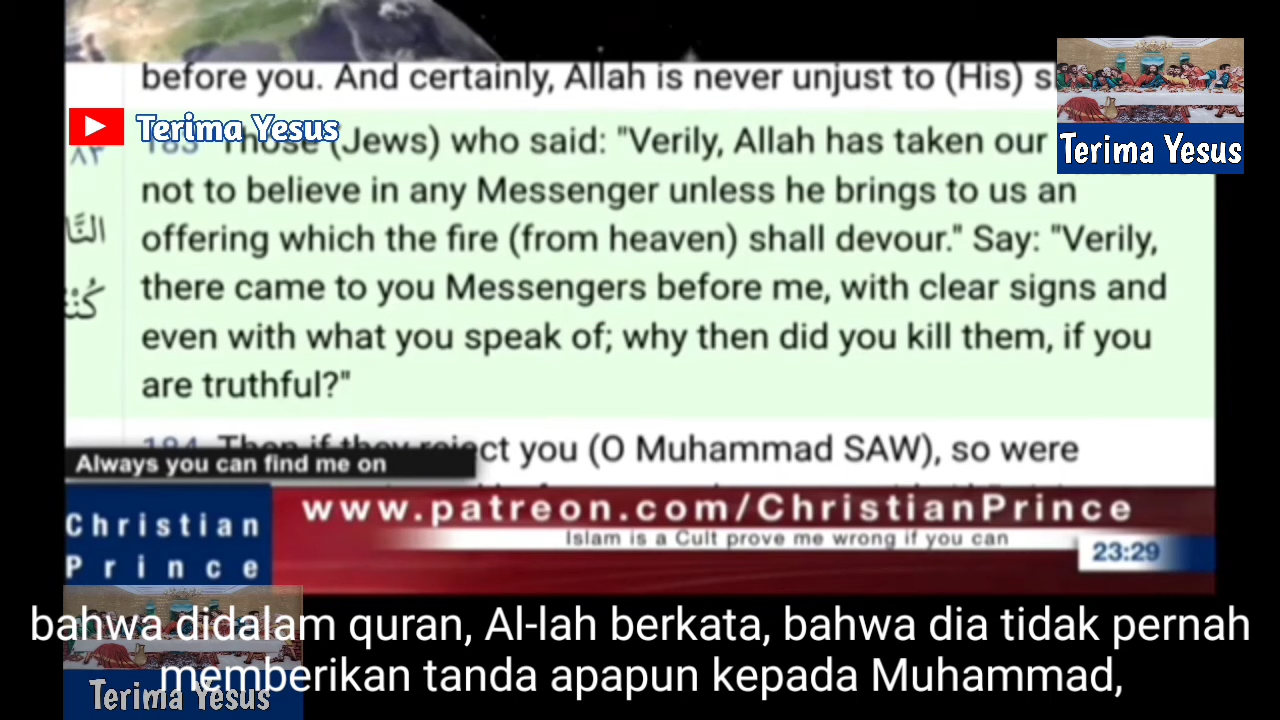 before you. And certainly, Allah is never unjust to (His) s
Terima Yesus
Terima Yesus
183 Those (Jews) who said: "Verily, Allah has taken our
not to believe in any Messenger unless he brings to us an
offering which the fire (from heaven) shall devour." Say: "Verily,
there came to you Messengers before me, with clear signs and
even with what you speak of; why then did you kill them, if you
are truthful?"
184 Then if they reject you (O Muhammad SAW), so were
Always you can find me on
www.patreon.com/ChristianPrince
Christian
Prince
Islam is a Cult prove me wrong if you can
23:29
bahwa didalam quran, Al-lah berkata, bahwa dia tidak pernah
memberikan tanda apapun kepada Muhammad,
Terima Yesus